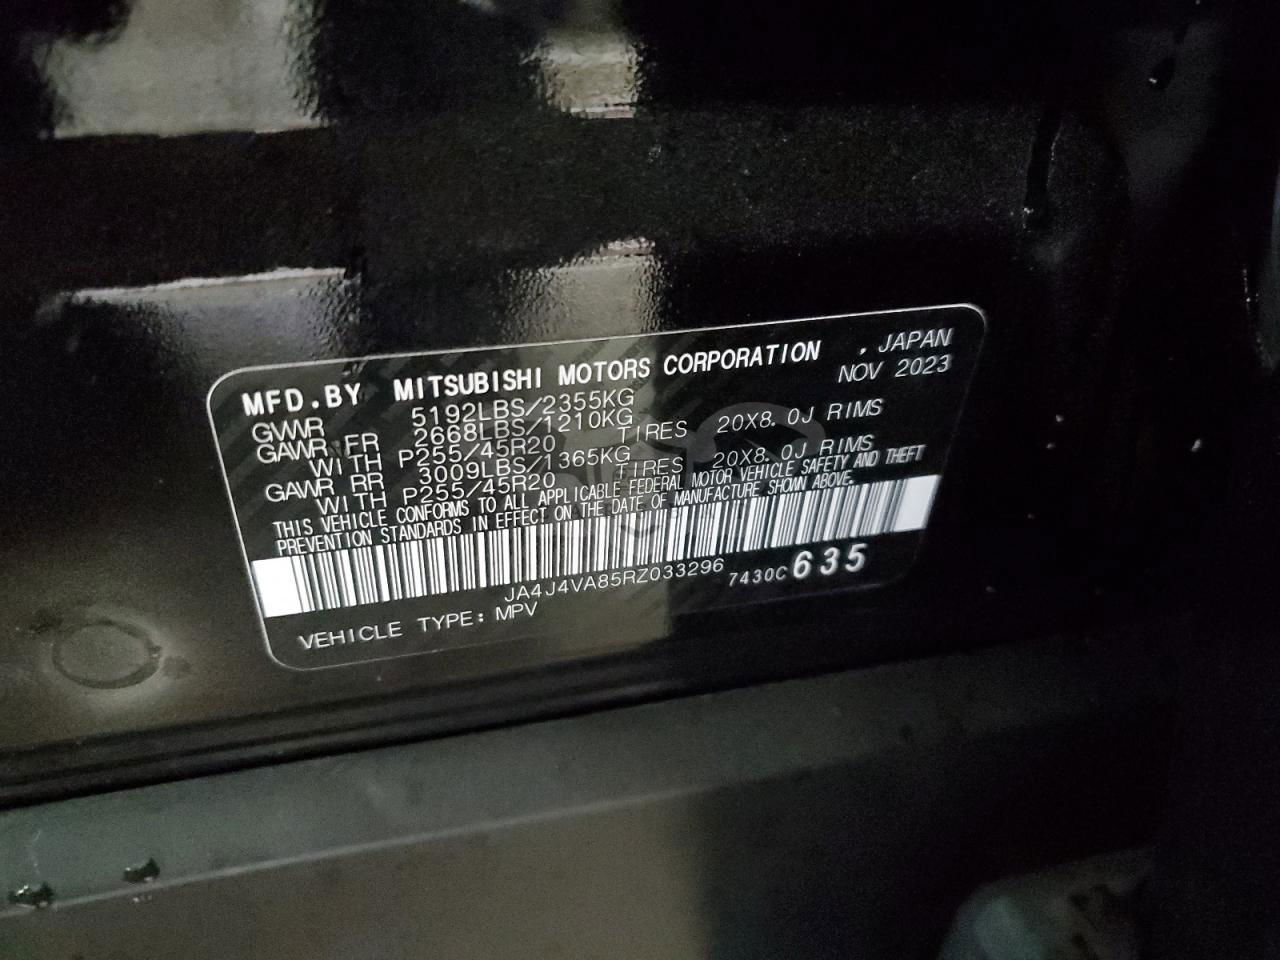 MFD.BY MITSUBISHI MOTORS CORPORATION , JAPAN
NOV 2023
GVWR 5192LBS/2355KG
GAWR FR 2668LBS/1210KG
WITH P255/45R20 TIRES 20X8.0J RIMS
GAWR RR 3009LBS/1365KG
WITH P255/45R20 TIRES 20X8.0J RIMS
THIS VEHICLE CONFORMS TO ALL APPLICABLE FEDERAL MOTOR VEHICLE SAFETY AND THEFT
PREVENTION STANDARDS IN EFFECT ON THE DATE OF MANUFACTURE SHOWN ABOVE.
JA4J4VA85RZ033296 7430C635
VEHICLE TYPE: MPV